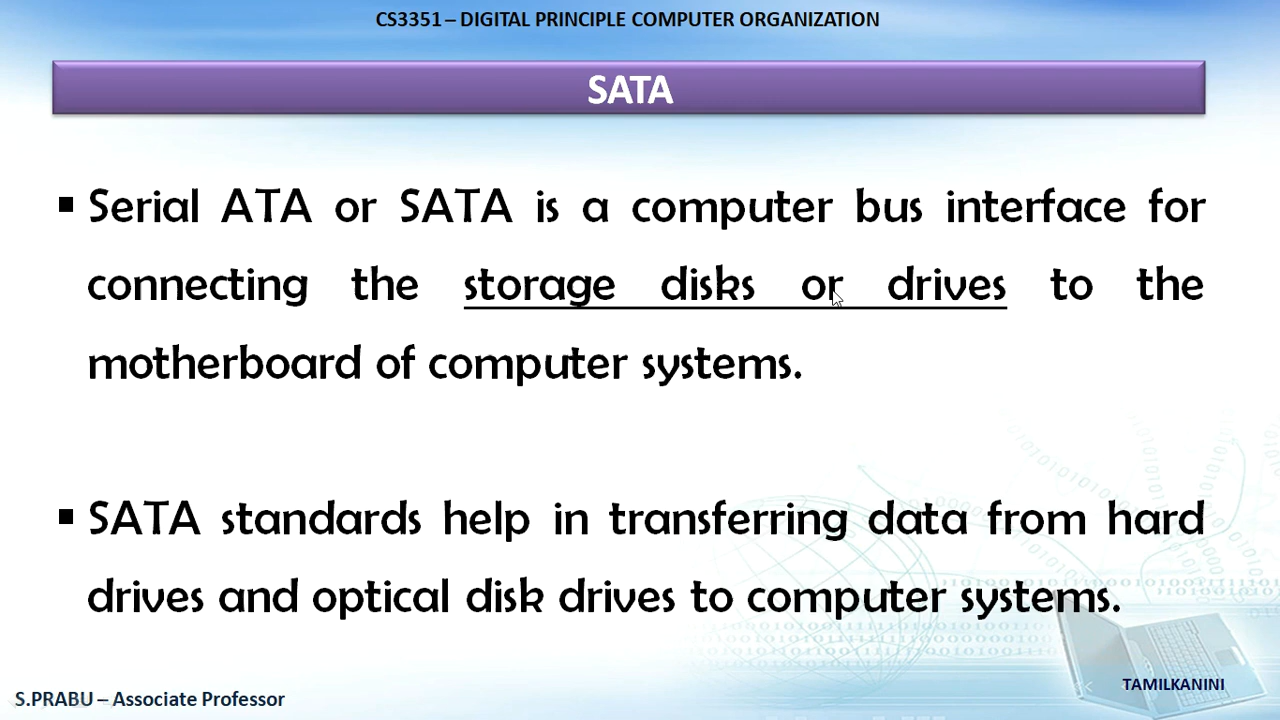 CS3351 – DIGITAL PRINCIPLE COMPUTER ORGANIZATION
SATA
▪ Serial ATA or SATA is a computer bus interface for
connecting the storage disks or drives to the
motherboard of computer systems.
▪ SATA standards help in transferring data from hard
drives and optical disk drives to computer systems.
S.PRABU – Associate Professor
TAMILKANINI